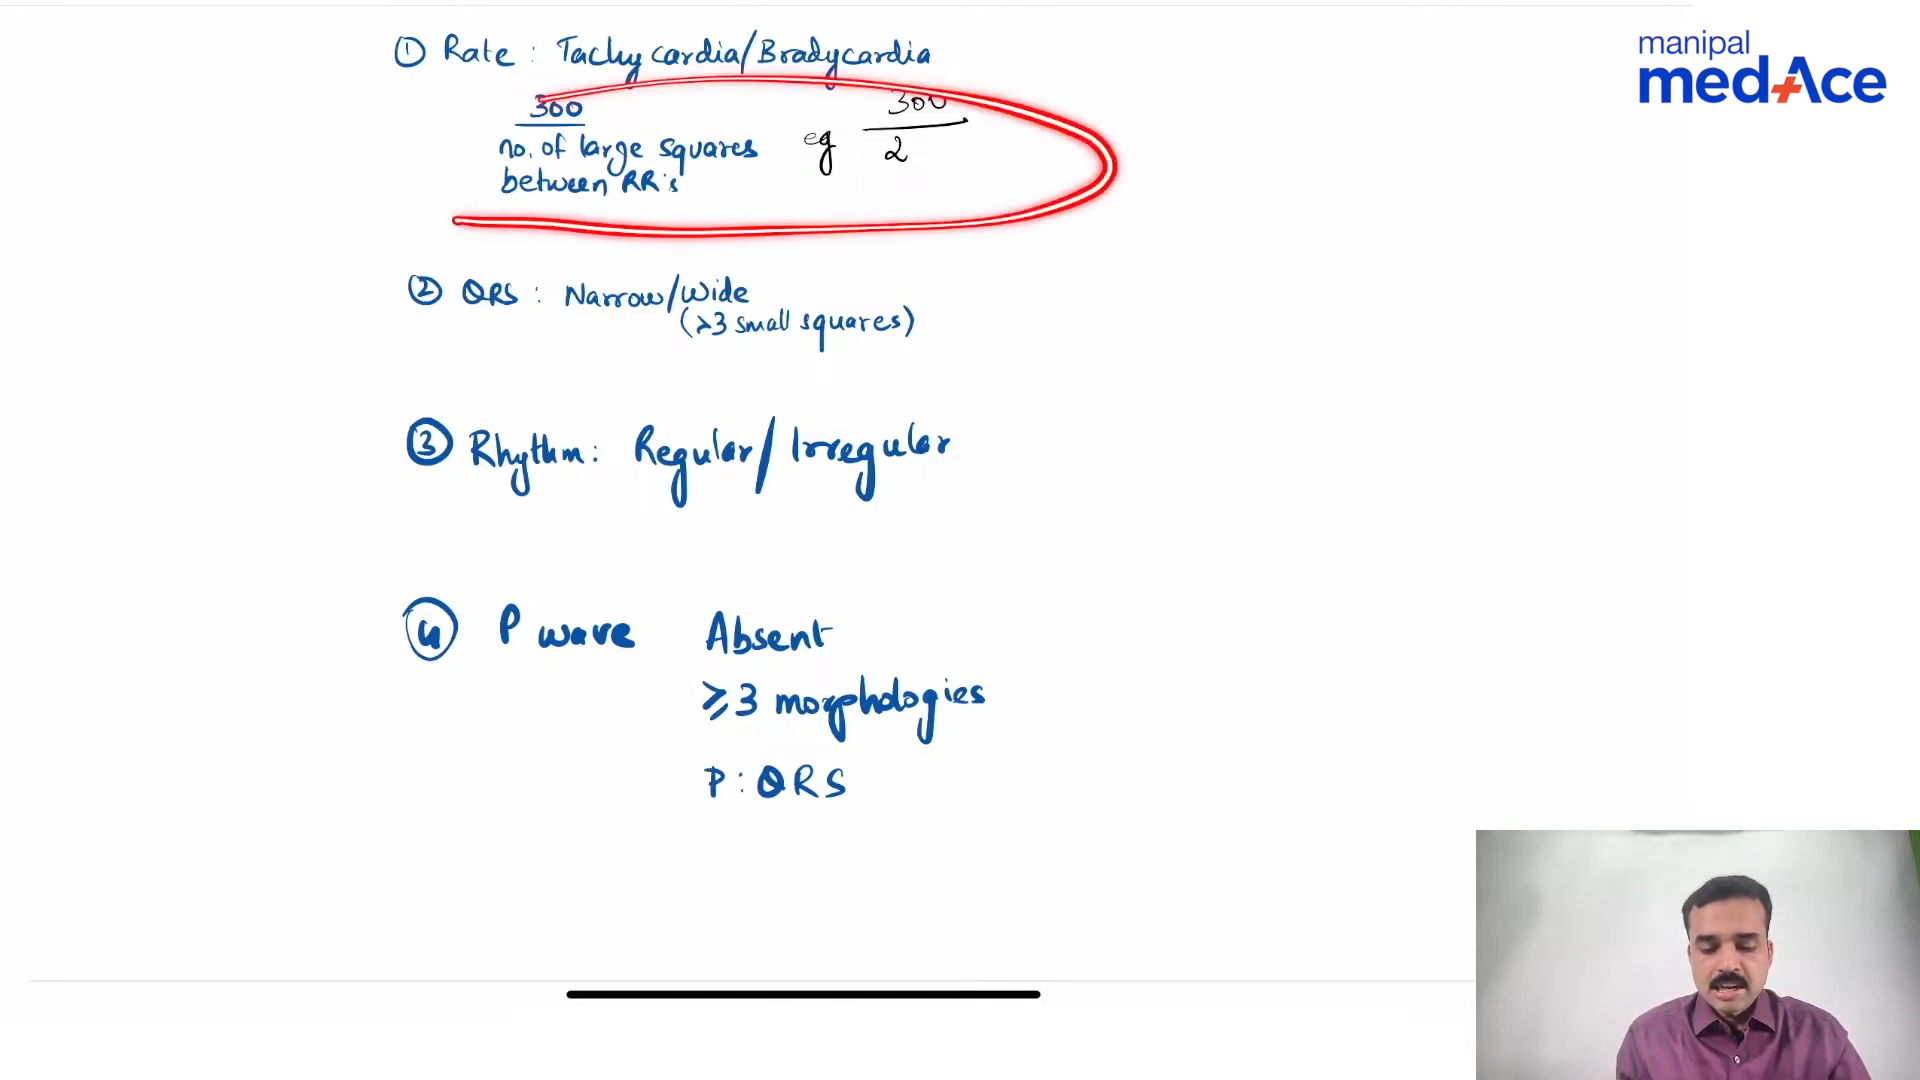 manipal
medAce
① Rate : Tachycardia/Bradycardia
300
no. of large squares
between RR's
eg 300
2
② QRS : Narrow/Wide
(>3 small squares)
③ Rhythm: Regular/Irregular
④ P wave Absent
≥3 morphologies
P : QRS